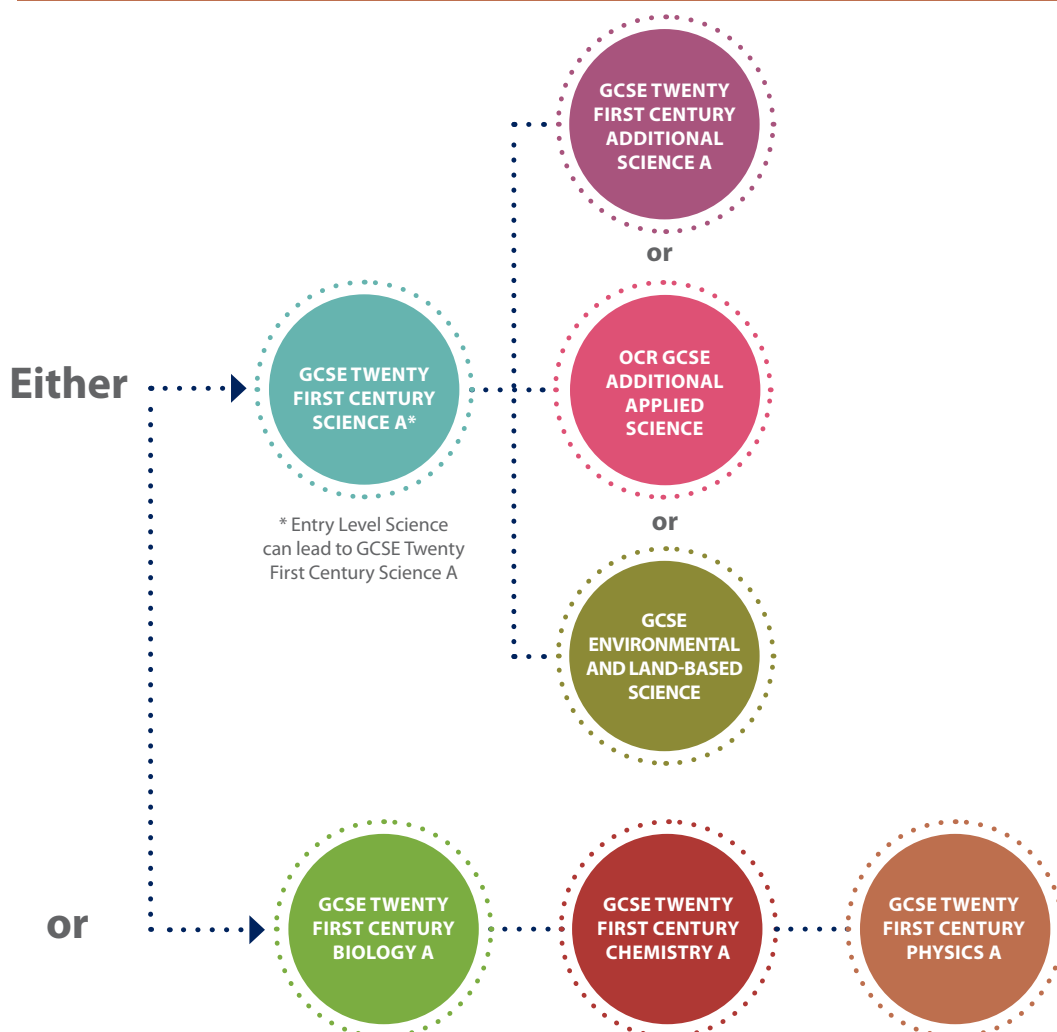 GCSE TWENTY
FIRST CENTURY
ADDITIONAL
SCIENCE A
or
Either
GCSE TWENTY
FIRST CENTURY
SCIENCE A*
OCR GCSE
ADDITIONAL
APPLIED
SCIENCE
* Entry Level Science
can lead to GCSE Twenty
First Century Science A
or
GCSE
ENVIRONMENTAL
AND LAND-BASED
SCIENCE
or
GCSE TWENTY
FIRST CENTURY
BIOLOGY A
GCSE TWENTY
FIRST CENTURY
CHEMISTRY A
GCSE TWENTY
FIRST CENTURY
PHYSICS A